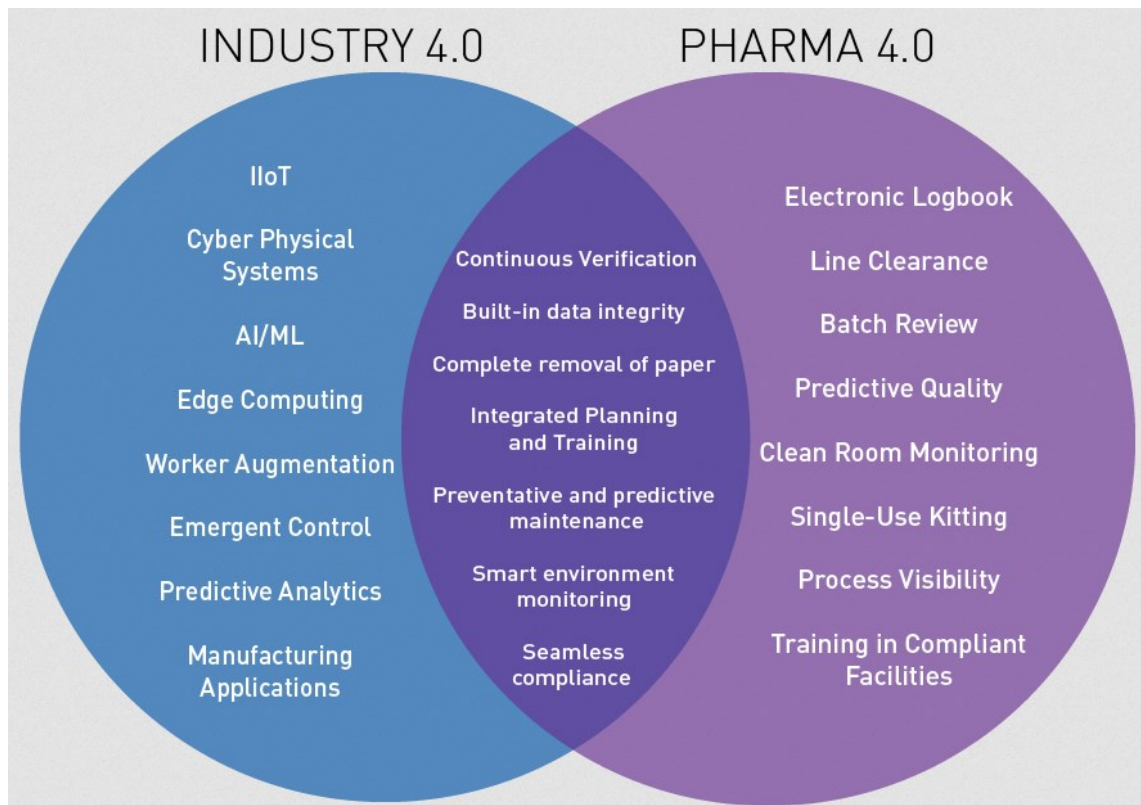 INDUSTRY 4.0
PHARMA 4.0
IIoT
Cyber Physical
Systems
AI/ML
Edge Computing
Worker Augmentation
Emergent Control
Predictive Analytics
Manufacturing
Applications
Continuous Verification
Built-in data integrity
Complete removal of paper
Integrated Planning
and Training
Preventative and predictive
maintenance
Smart environment
monitoring
Seamless
compliance
Electronic Logbook
Line Clearance
Batch Review
Predictive Quality
Clean Room Monitoring
Single-Use Kitting
Process Visibility
Training in Compliant
Facilities